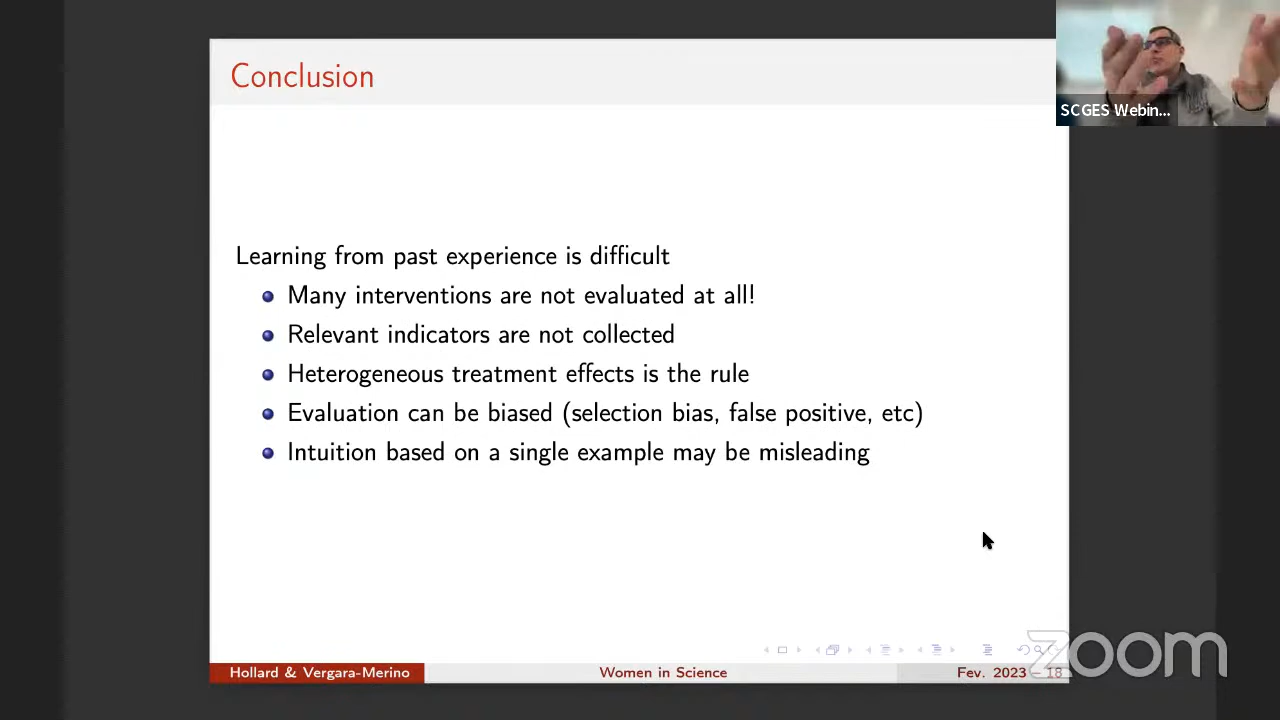 Conclusion
SCGES Webin...
Learning from past experience is difficult
Many interventions are not evaluated at all!
Relevant indicators are not collected
Heterogeneous treatment effects is the rule
Evaluation can be biased (selection bias, false positive, etc)
Intuition based on a single example may be misleading
Hollard & Vergara-Merino
Women in Science
Fev. 2023 - 18
zoom